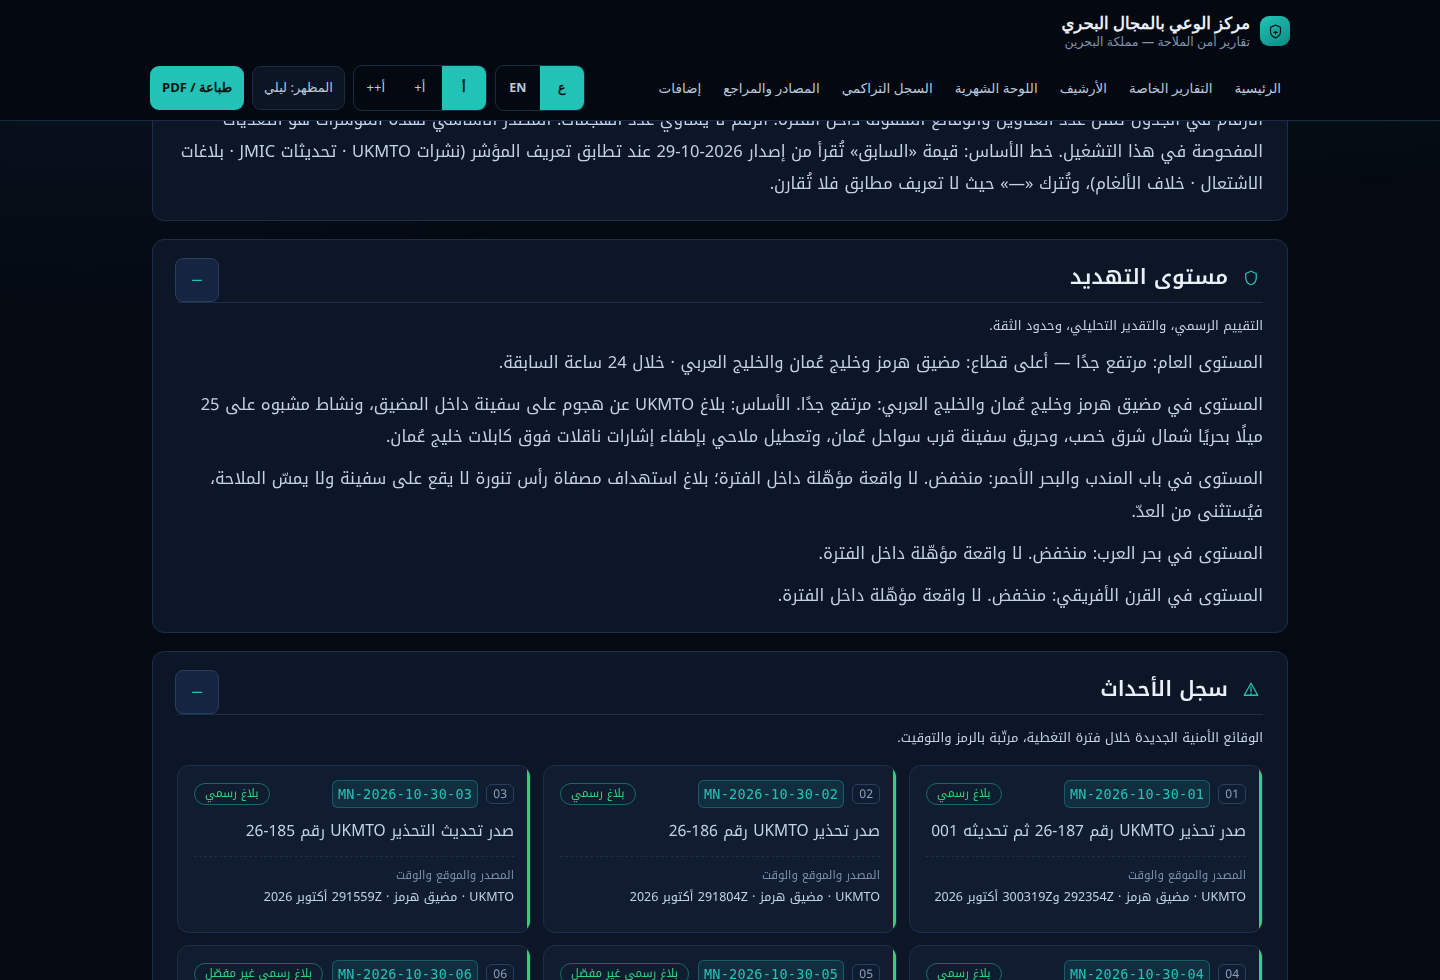 مركز الوعي بالمجال البحري
تقارير أمن الملاحة — مملكة البحرين
الرئيسية
التقارير الخاصة
الأرشيف
اللوحة الشهرية
السجل التراكمي
المصادر والمراجع
إضافات
ع
EN
أ
أ+
أ++
المظهر: ليلي
طباعة / PDF
المفحوصة في هذا التشغيل. خط الأساس: قيمة «السابق» تُقرأ من إصدار 2026-10-29 عند تطابق تعريف المؤشر (نشرات UKMTO · تحديثات JMIC · بلاغات
الاشتعال · خلاف الألغام)، وتُترك «—» حيث لا تعريف مطابق فلا تُقارن.
مستوى التهديد
–
التقييم الرسمي، والتقدير التحليلي، وحدود الثقة.
المستوى العام: مرتفع جدًا — أعلى قطاع: مضيق هرمز وخليج عُمان والخليج العربي · خلال 24 ساعة السابقة.
المستوى في مضيق هرمز وخليج عُمان والخليج العربي: مرتفع جدًا. الأساس: بلاغ UKMTO عن هجوم على سفينة داخل المضيق، ونشاط مشبوه على 25
ميلًا بحريًا شمال شرق خصب، وحريق سفينة قرب سواحل عُمان، وتعطيل ملاحي بإطفاء إشارات ناقلات فوق كابلات خليج عُمان.
المستوى في باب المندب والبحر الأحمر: منخفض. لا واقعة مؤهّلة داخل الفترة؛ بلاغ استهداف مصفاة رأس تنورة لا يقع على سفينة ولا يمسّ الملاحة،
فيُستثنى من العدّ.
المستوى في بحر العرب: منخفض. لا واقعة مؤهّلة داخل الفترة.
المستوى في القرن الأفريقي: منخفض. لا واقعة مؤهّلة داخل الفترة.
سجل الأحداث
–
الوقائع الأمنية الجديدة خلال فترة التغطية، مرتّبة بالرمز والتوقيت.
01
MN-2026-10-30-01
بلاغ رسمي
صدر تحذير UKMTO رقم 187-26 ثم تحديثه 001
المصدر والموقع والوقت
UKMTO · مضيق هرمز · 292354Z و300319Z أكتوبر 2026
02
MN-2026-10-30-02
بلاغ رسمي
صدر تحذير UKMTO رقم 186-26
المصدر والموقع والوقت
UKMTO · مضيق هرمز · 291804Z أكتوبر 2026
03
MN-2026-10-30-03
بلاغ رسمي
صدر تحديث التحذير UKMTO رقم 185-26
المصدر والموقع والوقت
UKMTO · مضيق هرمز · 291559Z أكتوبر 2026
04
MN-2026-10-30-04
بلاغ رسمي
05
MN-2026-10-30-05
بلاغ رسمي غير مفصّل
06
MN-2026-10-30-06
بلاغ رسمي غير مفصّل